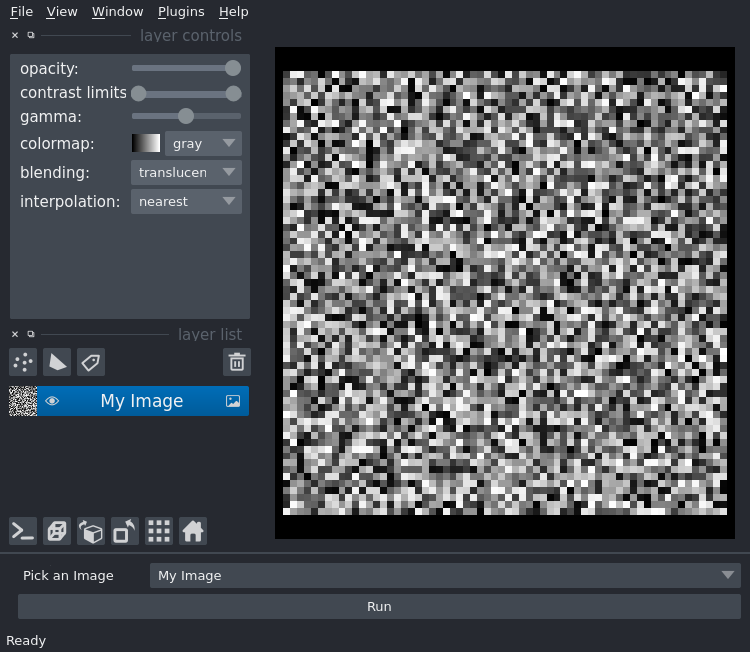 File View Window Plugins Help
layer controls
opacity:
contrast limits
gamma:
colormap: gray
blending: translucen
interpolation: nearest
layer list
My Image
Pick an Image My Image
Run
Ready